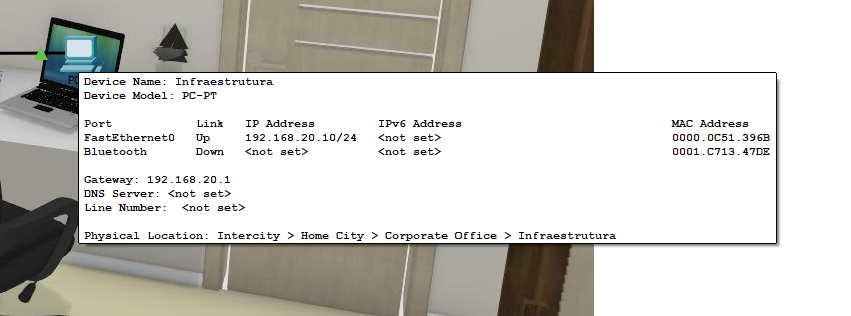 Device Name: Infraestrutura
Device Model: PC-PT
Port Link IP Address IPv6 Address MAC Address
FastEthernet0 Up 192.168.20.10/24 <not set> 0000.0C51.396B
Bluetooth Down <not set> <not set> 0001.C713.47DE
Gateway: 192.168.20.1
DNS Server: <not set>
Line Number: <not set>
Physical Location: Intercity > Home City > Corporate Office > Infraestrutura